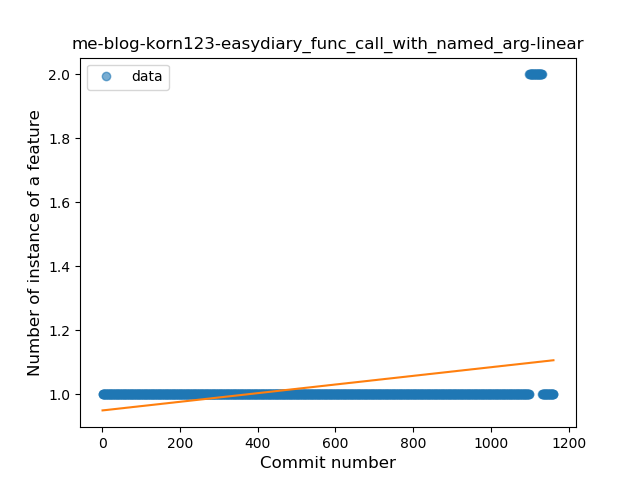 me-blog-korn123-easydiary_func_call_with_named_arg-linear
data
Number of instance of a feature
2.0
1.8
1.6
1.4
1.2
1.0
0 200 400 600 800 1000 1200
Commit number